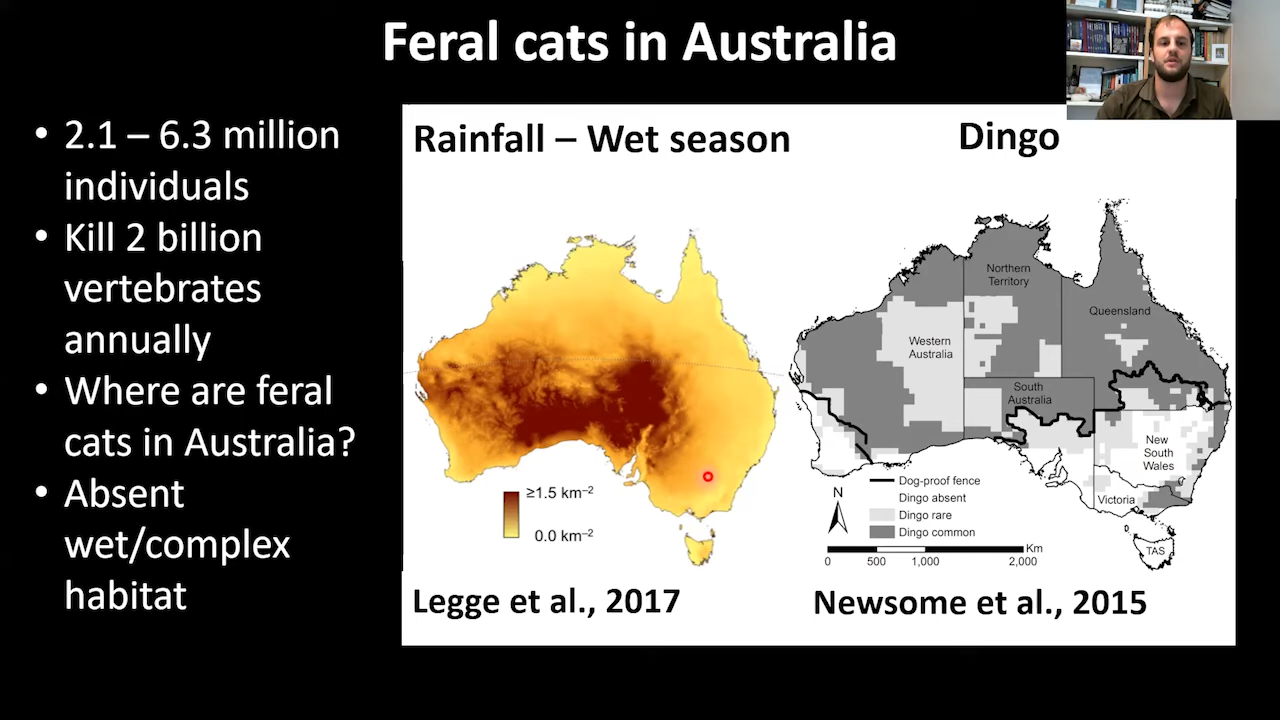 Feral cats in Australia
• 2.1 – 6.3 million
individuals
• Kill 2 billion
vertebrates
annually
• Where are feral
cats in Australia?
• Absent
wet/complex
habitat
Rainfall – Wet season
≥1.5 km⁻²
0.0 km⁻²
Legge et al., 2017
Dingo
Northern
Territory
Queensland
Western
Australia
South
Australia
New
South
Wales
Victoria
TAS
N
Dog-proof fence
Dingo absent
Dingo rare
Dingo common
Km
0 500 1,000 2,000
Newsome et al., 2015